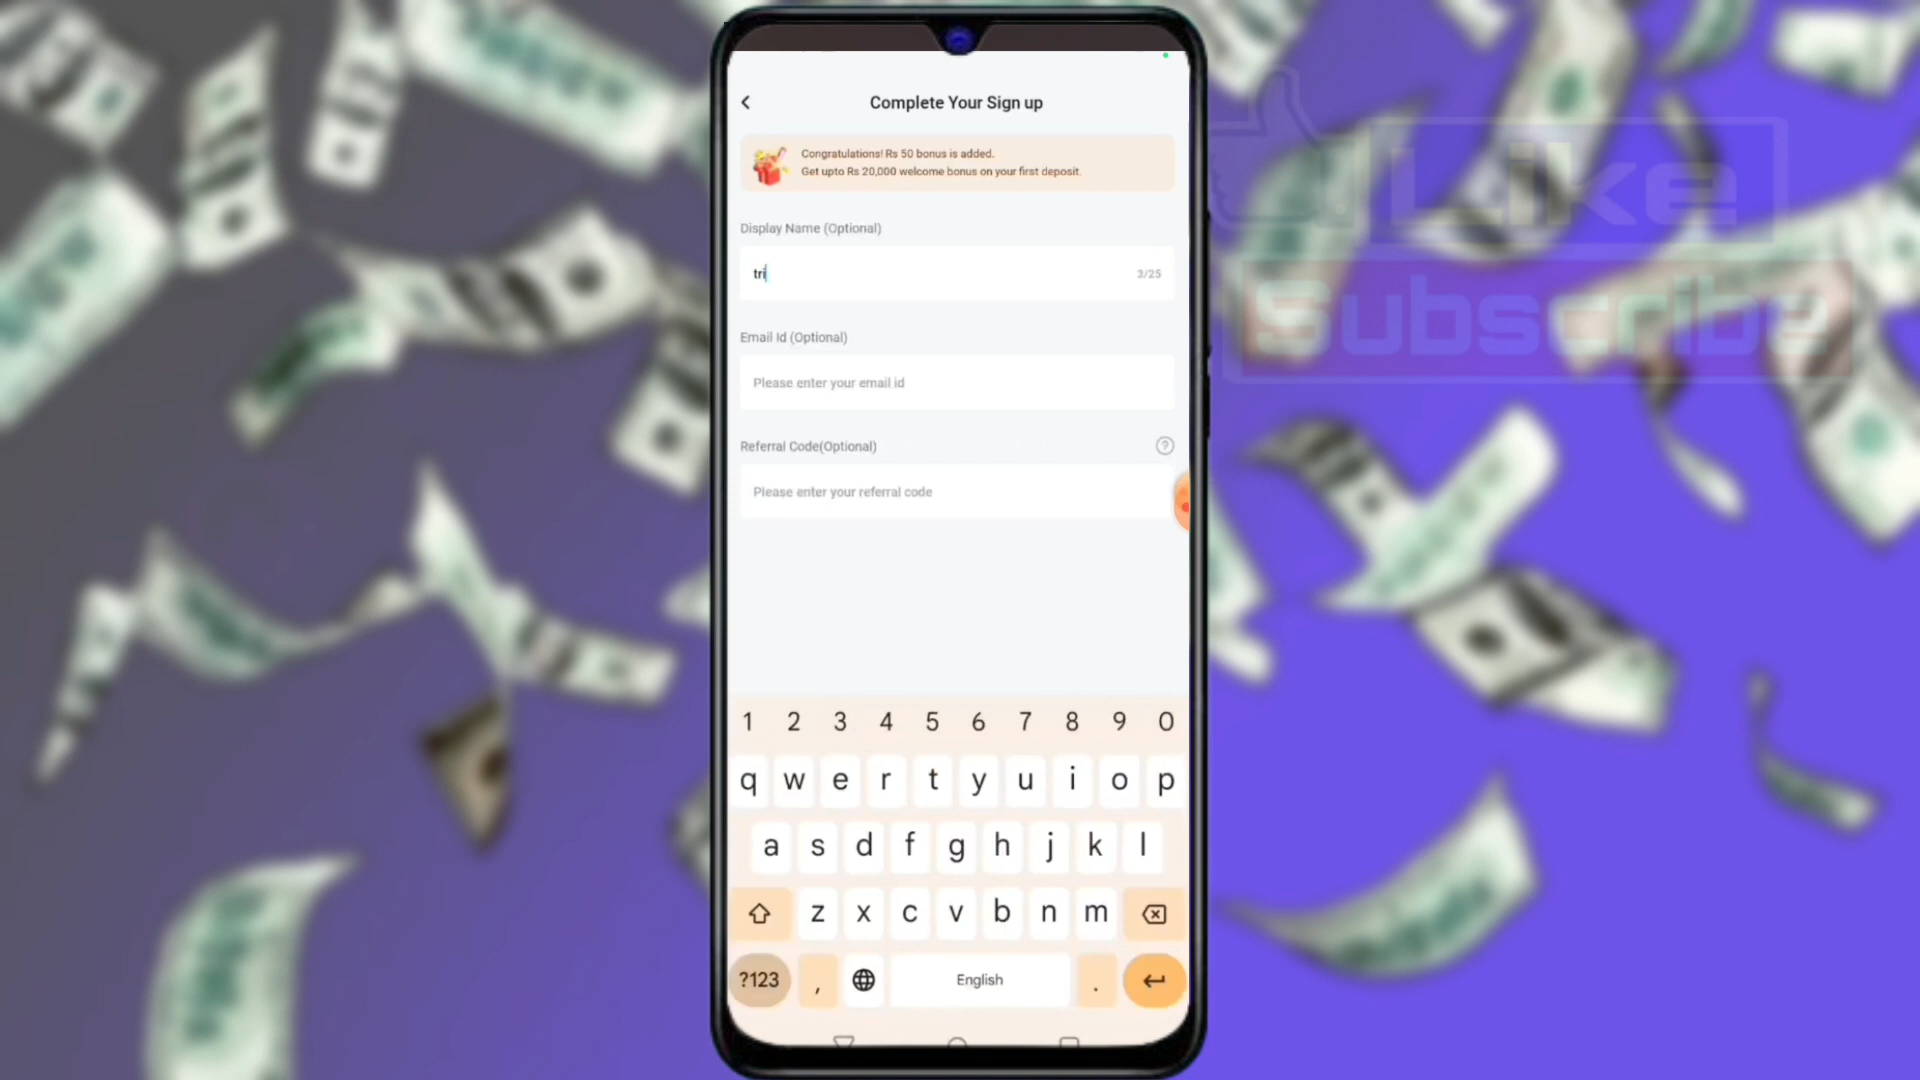 Complete Your Sign up
Congratulations! Rs 50 bonus is added.
Get upto Rs 20,000 welcome bonus on your first deposit.
Display Name (Optional)
tri
3/25
Email Id (Optional)
Please enter your email id
Referral Code(Optional)
?
Please enter your referral code
Like
Subscribe
1 2 3 4 5 6 7 8 9 0
q w e r t y u i o p
a s d f g h j k l
z x c v b n m
?123 , English .